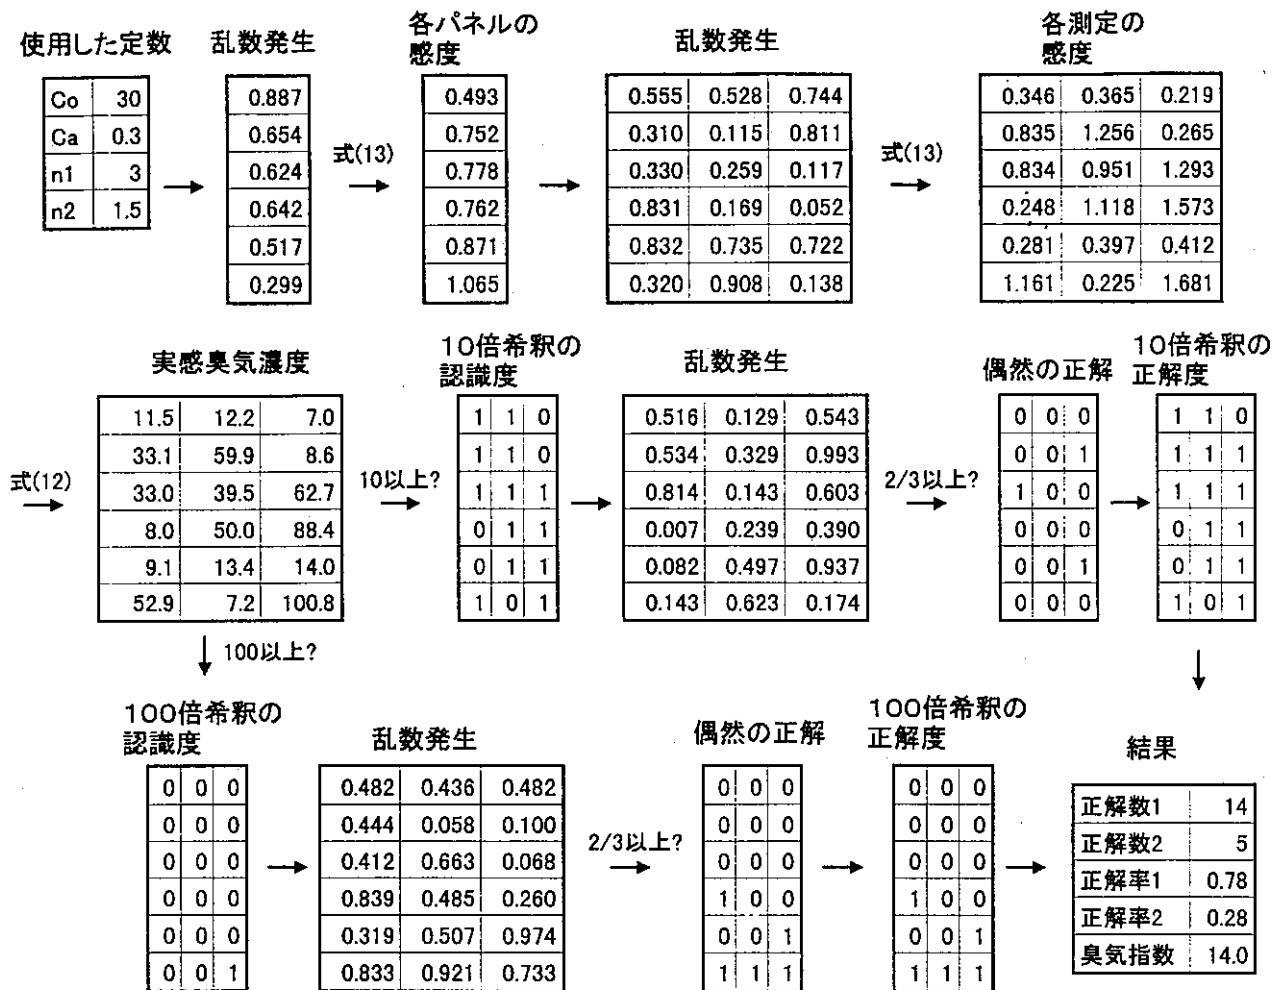 使用した定数
Co 30
Ca 0.3
n1 3
n2 1.5
乱数発生
0.887
0.654
0.624
0.642
0.517
0.299
式(13)
各パネルの
感度
0.493
0.752
0.778
0.762
0.871
1.065
乱数発生
0.555 0.528 0.744
0.310 0.115 0.811
0.330 0.259 0.117
0.831 0.169 0.052
0.832 0.735 0.722
0.320 0.908 0.138
式(13)
各測定の
感度
0.346 0.365 0.219
0.835 1.256 0.265
0.834 0.951 1.293
0.248 1.118 1.573
0.281 0.397 0.412
1.161 0.225 1.681
式(12)
実感臭気濃度
11.5 12.2 7.0
33.1 59.9 8.6
33.0 39.5 62.7
8.0 50.0 88.4
9.1 13.4 14.0
52.9 7.2 100.8
10以上?
10倍希釈の
認識度
1 1 0
1 1 0
1 1 1
0 1 1
0 1 1
1 0 1
乱数発生
0.516 0.129 0.543
0.534 0.329 0.993
0.814 0.143 0.603
0.007 0.239 0.390
0.082 0.497 0.937
0.143 0.623 0.174
2/3以上?
偶然の正解
0 0 0
0 0 1
1 0 0
0 0 0
0 0 1
0 0 0
10倍希釈の
正解度
1 1 0
1 1 1
1 1 1
0 1 1
0 1 1
1 0 1
100以上?
100倍希釈の
認識度
0 0 0
0 0 0
0 0 0
0 0 0
0 0 0
0 0 1
乱数発生
0.482 0.436 0.482
0.444 0.058 0.100
0.412 0.663 0.068
0.839 0.485 0.260
0.319 0.507 0.974
0.833 0.921 0.733
2/3以上?
偶然の正解
0 0 0
0 0 0
0 0 0
1 0 0
0 0 1
1 1 1
100倍希釈の
正解度
0 0 0
0 0 0
0 0 0
1 0 0
0 0 1
1 1 1
結果
正解数1 14
正解数2 5
正解率1 0.78
正解率2 0.28
臭気指数 14.0